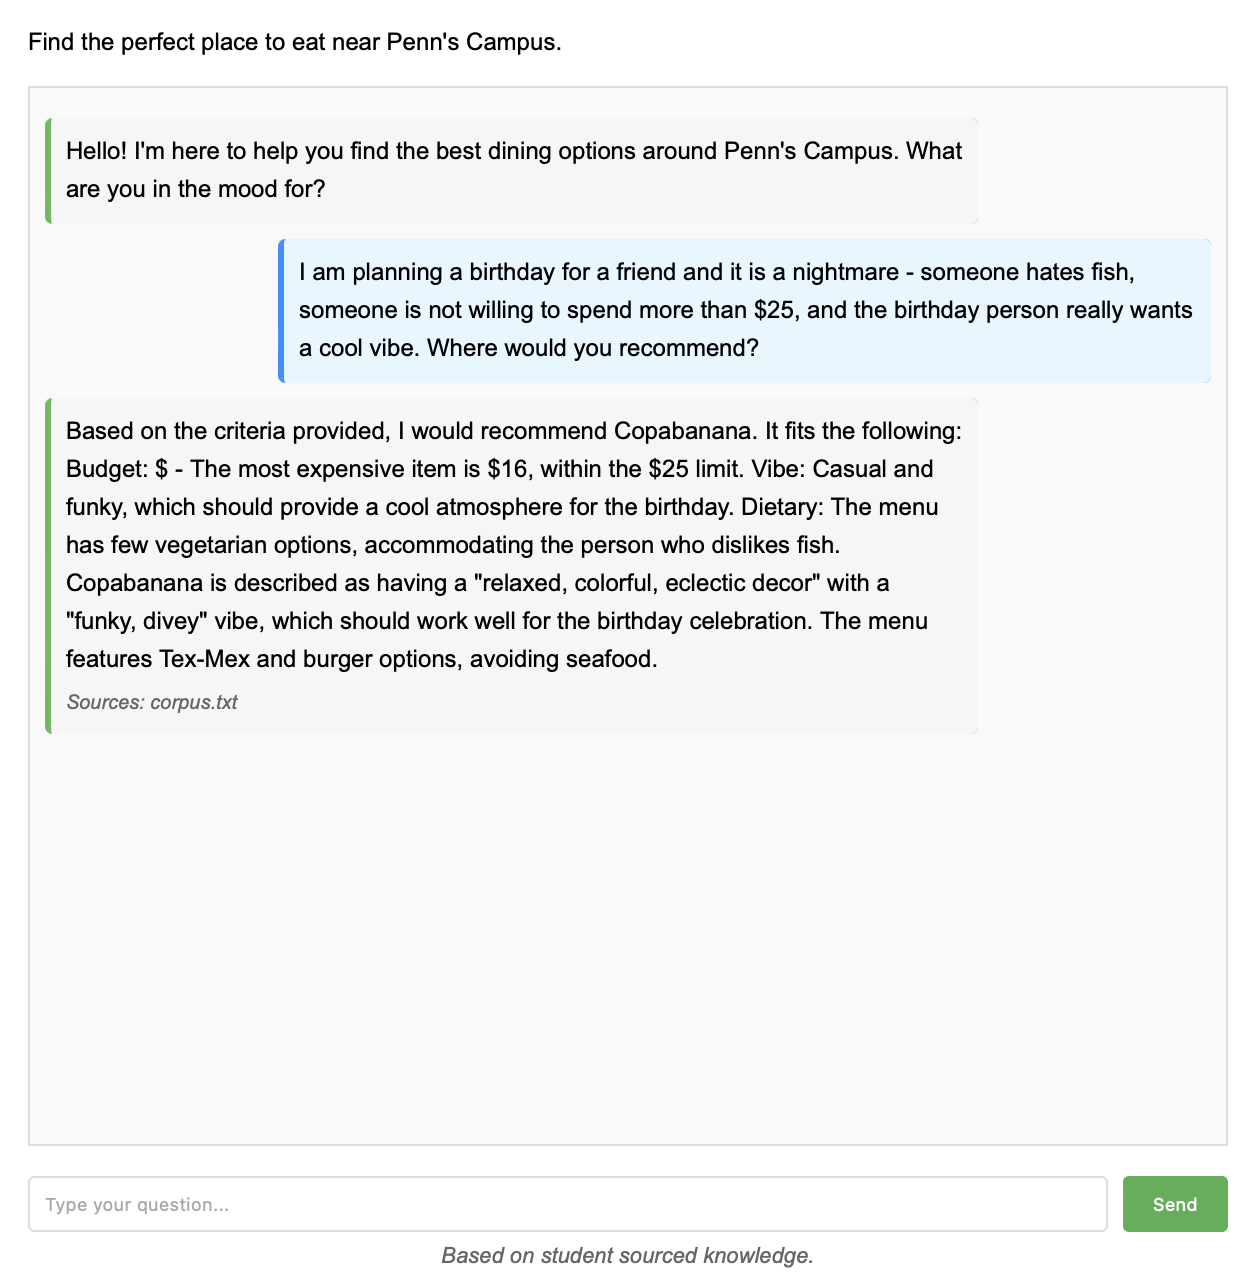 Find the perfect place to eat near Penn's Campus.
Hello! I'm here to help you find the best dining options around Penn's Campus. What
are you in the mood for?
I am planning a birthday for a friend and it is a nightmare - someone hates fish,
someone is not willing to spend more than $25, and the birthday person really wants
a cool vibe. Where would you recommend?
Based on the criteria provided, I would recommend Copabanana. It fits the following:
Budget: $ - The most expensive item is $16, within the $25 limit. Vibe: Casual and
funky, which should provide a cool atmosphere for the birthday. Dietary: The menu
has few vegetarian options, accommodating the person who dislikes fish.
Copabanana is described as having a "relaxed, colorful, eclectic decor" with a
"funky, divey" vibe, which should work well for the birthday celebration. The menu
features Tex-Mex and burger options, avoiding seafood.
Sources: corpus.txt
Type your question...
Send
Based on student sourced knowledge.